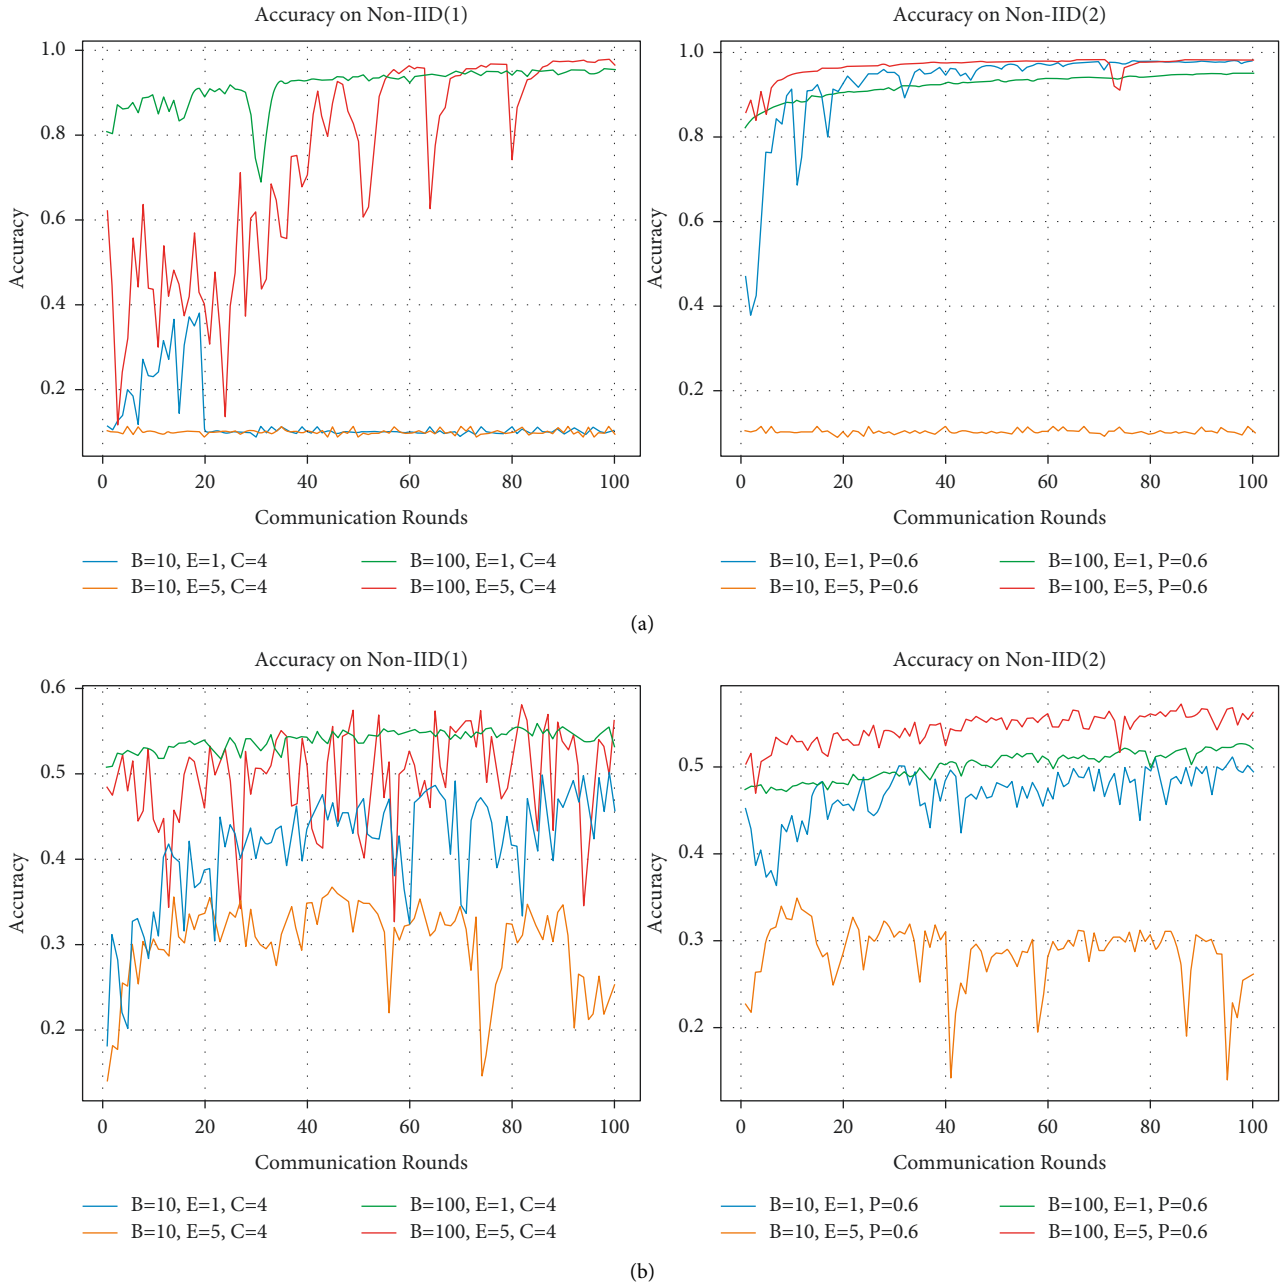 Accuracy on Non-IID(1)
1.0
0.8
0.6
0.4
0.2
Accuracy
0 20 40 60 80 100
Communication Rounds
B=10, E=1, C=4 B=100, E=1, C=4
B=10, E=5, C=4 B=100, E=5, C=4
Accuracy on Non-IID(2)
1.0
0.8
0.6
0.4
0.2
Accuracy
0 20 40 60 80 100
Communication Rounds
B=10, E=1, P=0.6 B=100, E=1, P=0.6
B=10, E=5, P=0.6 B=100, E=5, P=0.6
(a)
Accuracy on Non-IID(1)
0.6
0.5
0.4
0.3
0.2
Accuracy
0 20 40 60 80 100
Communication Rounds
B=10, E=1, C=4 B=100, E=1, C=4
B=10, E=5, C=4 B=100, E=5, C=4
Accuracy on Non-IID(2)
0.5
0.4
0.3
0.2
Accuracy
0 20 40 60 80 100
Communication Rounds
B=10, E=1, P=0.6 B=100, E=1, P=0.6
B=10, E=5, P=0.6 B=100, E=5, P=0.6
(b)